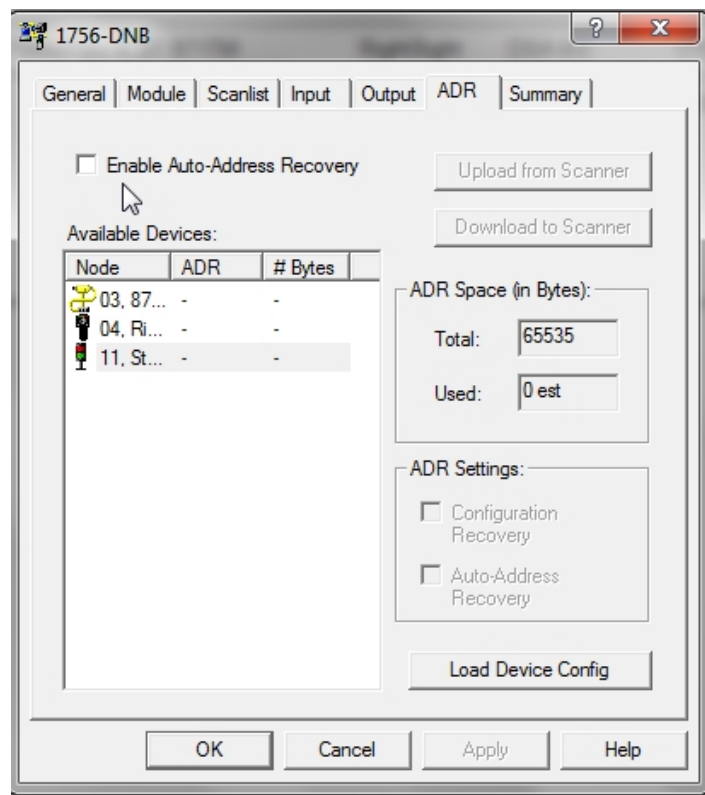 1756-DNB
General Module Scanlist Input Output ADR Summary
Enable Auto-Address Recovery
Upload from Scanner
Download to Scanner
Available Devices:
Node ADR # Bytes
03, 87... - -
04, Ri... - -
11, St... - -
ADR Space (in Bytes):
Total: 65535
Used: 0 est
ADR Settings:
Configuration
Recovery
Auto-Address
Recovery
Load Device Config
OK Cancel Apply Help